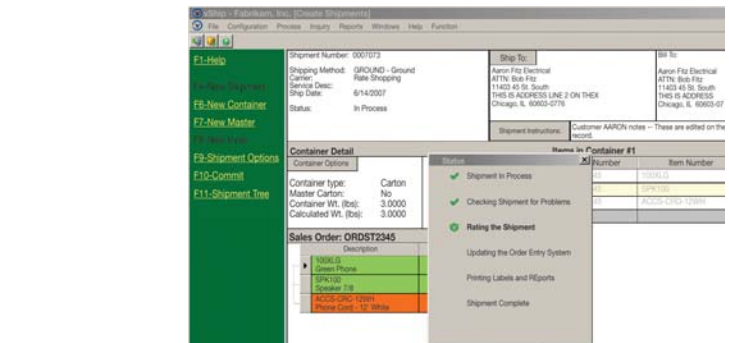 vShip - Fabrikam, Inc. [Create Shipments]
File Configuration Process Inquiry Reports Windows Help Function
F1-Help
F6-New Container
F7-New Master
F9-Shipment Options
F10-Commit
F11-Shipment Tree
Shipment Number: 0007073
Shipping Method: GROUND - Ground
Carrier: Rate Shopping
Service Desc:
Ship Date: 6/14/2007
Status: In Process
Ship To:
Aaron Fitz Electrical
ATTN: Bob Fitz
11403 45 St. South
THIS IS ADDRESS LINE 2 ON THEX
Chicago, IL 60603-0776
Bill To:
Aaron Fitz Electrical
ATTN: Bob Fitz
11403 45 St. South
THIS IS ADDRESS
Chicago, IL 60603-07
Shipment Instructions:
Customer AARON notes -- These are edited on the
record.
Container Detail
Container Options
Container type: Carton
Master Carton: No
Container Wt. (lbs): 3.0000
Calculated Wt. (lbs): 3.0000
Items in Container #1
Number Item Number
100XLG
SPK100
ACCS-CRD-12WH
Sales Order: ORDST2345
Description
100XLG
Green Phone
SPK100
Speaker 7/8
ACCS-CRD-12WH
Phone Cord - 12' White
Status
Shipment In Process
Checking Shipment for Problems
Rating the Shipment
Updating the Order Entry System
Printing Labels and REports
Shipment Complete